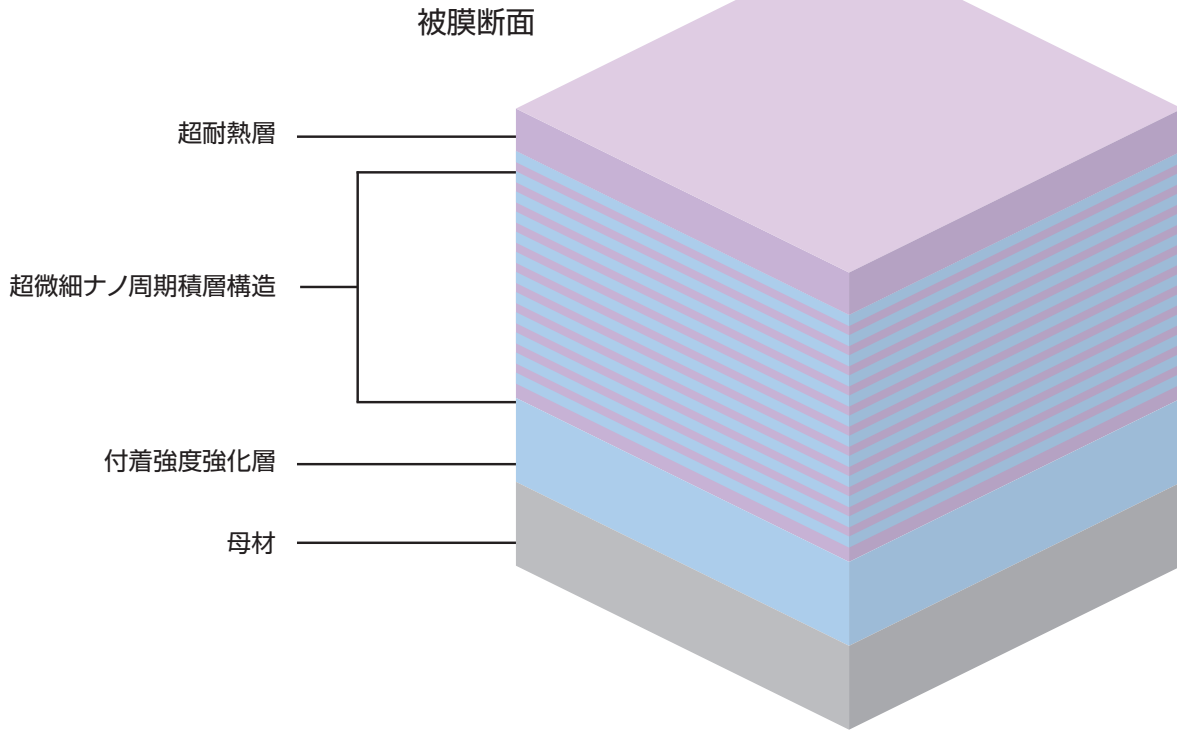 被膜断面
超耐熱層
超微細ナノ周期積層構造
付着強度強化層
母材